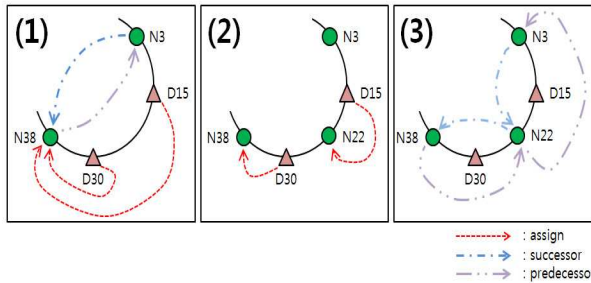 (1)
N3
D15
N38
D30
(2)
N3
D15
N38
N22
D30
(3)
N3
D15
N38
N22
D30
: assign
: successor
: predecesso